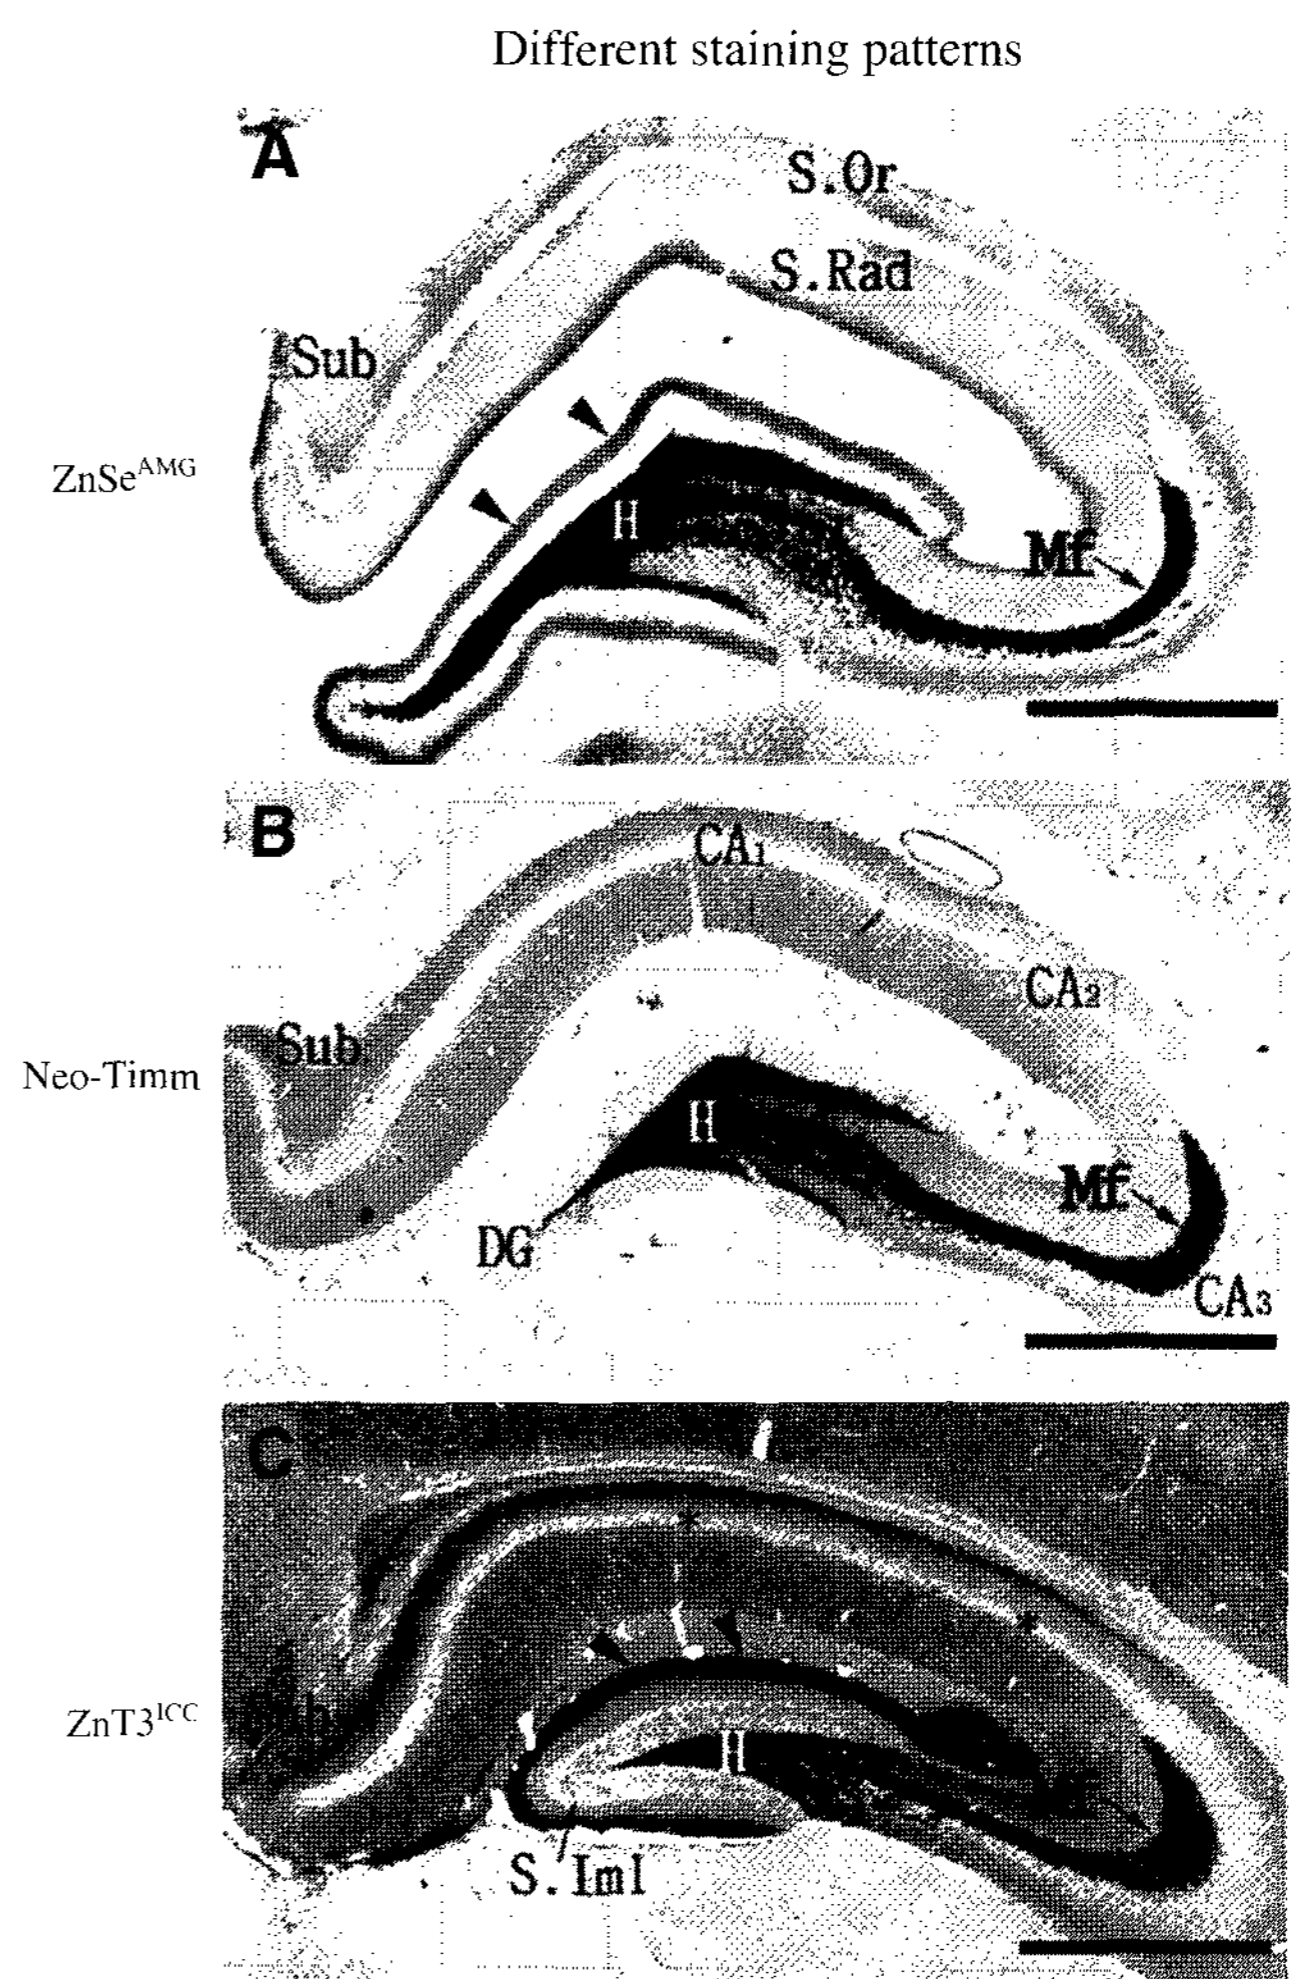 Different staining patterns
A
S.Or
S.Rad
Sub
ZnSe^AMG
H
Mf
B
CA₁
CA₂
Sub
Neo-Timm
H
Mf
DG
CA₃
C
ZnT3^ICC
H
S.Iml